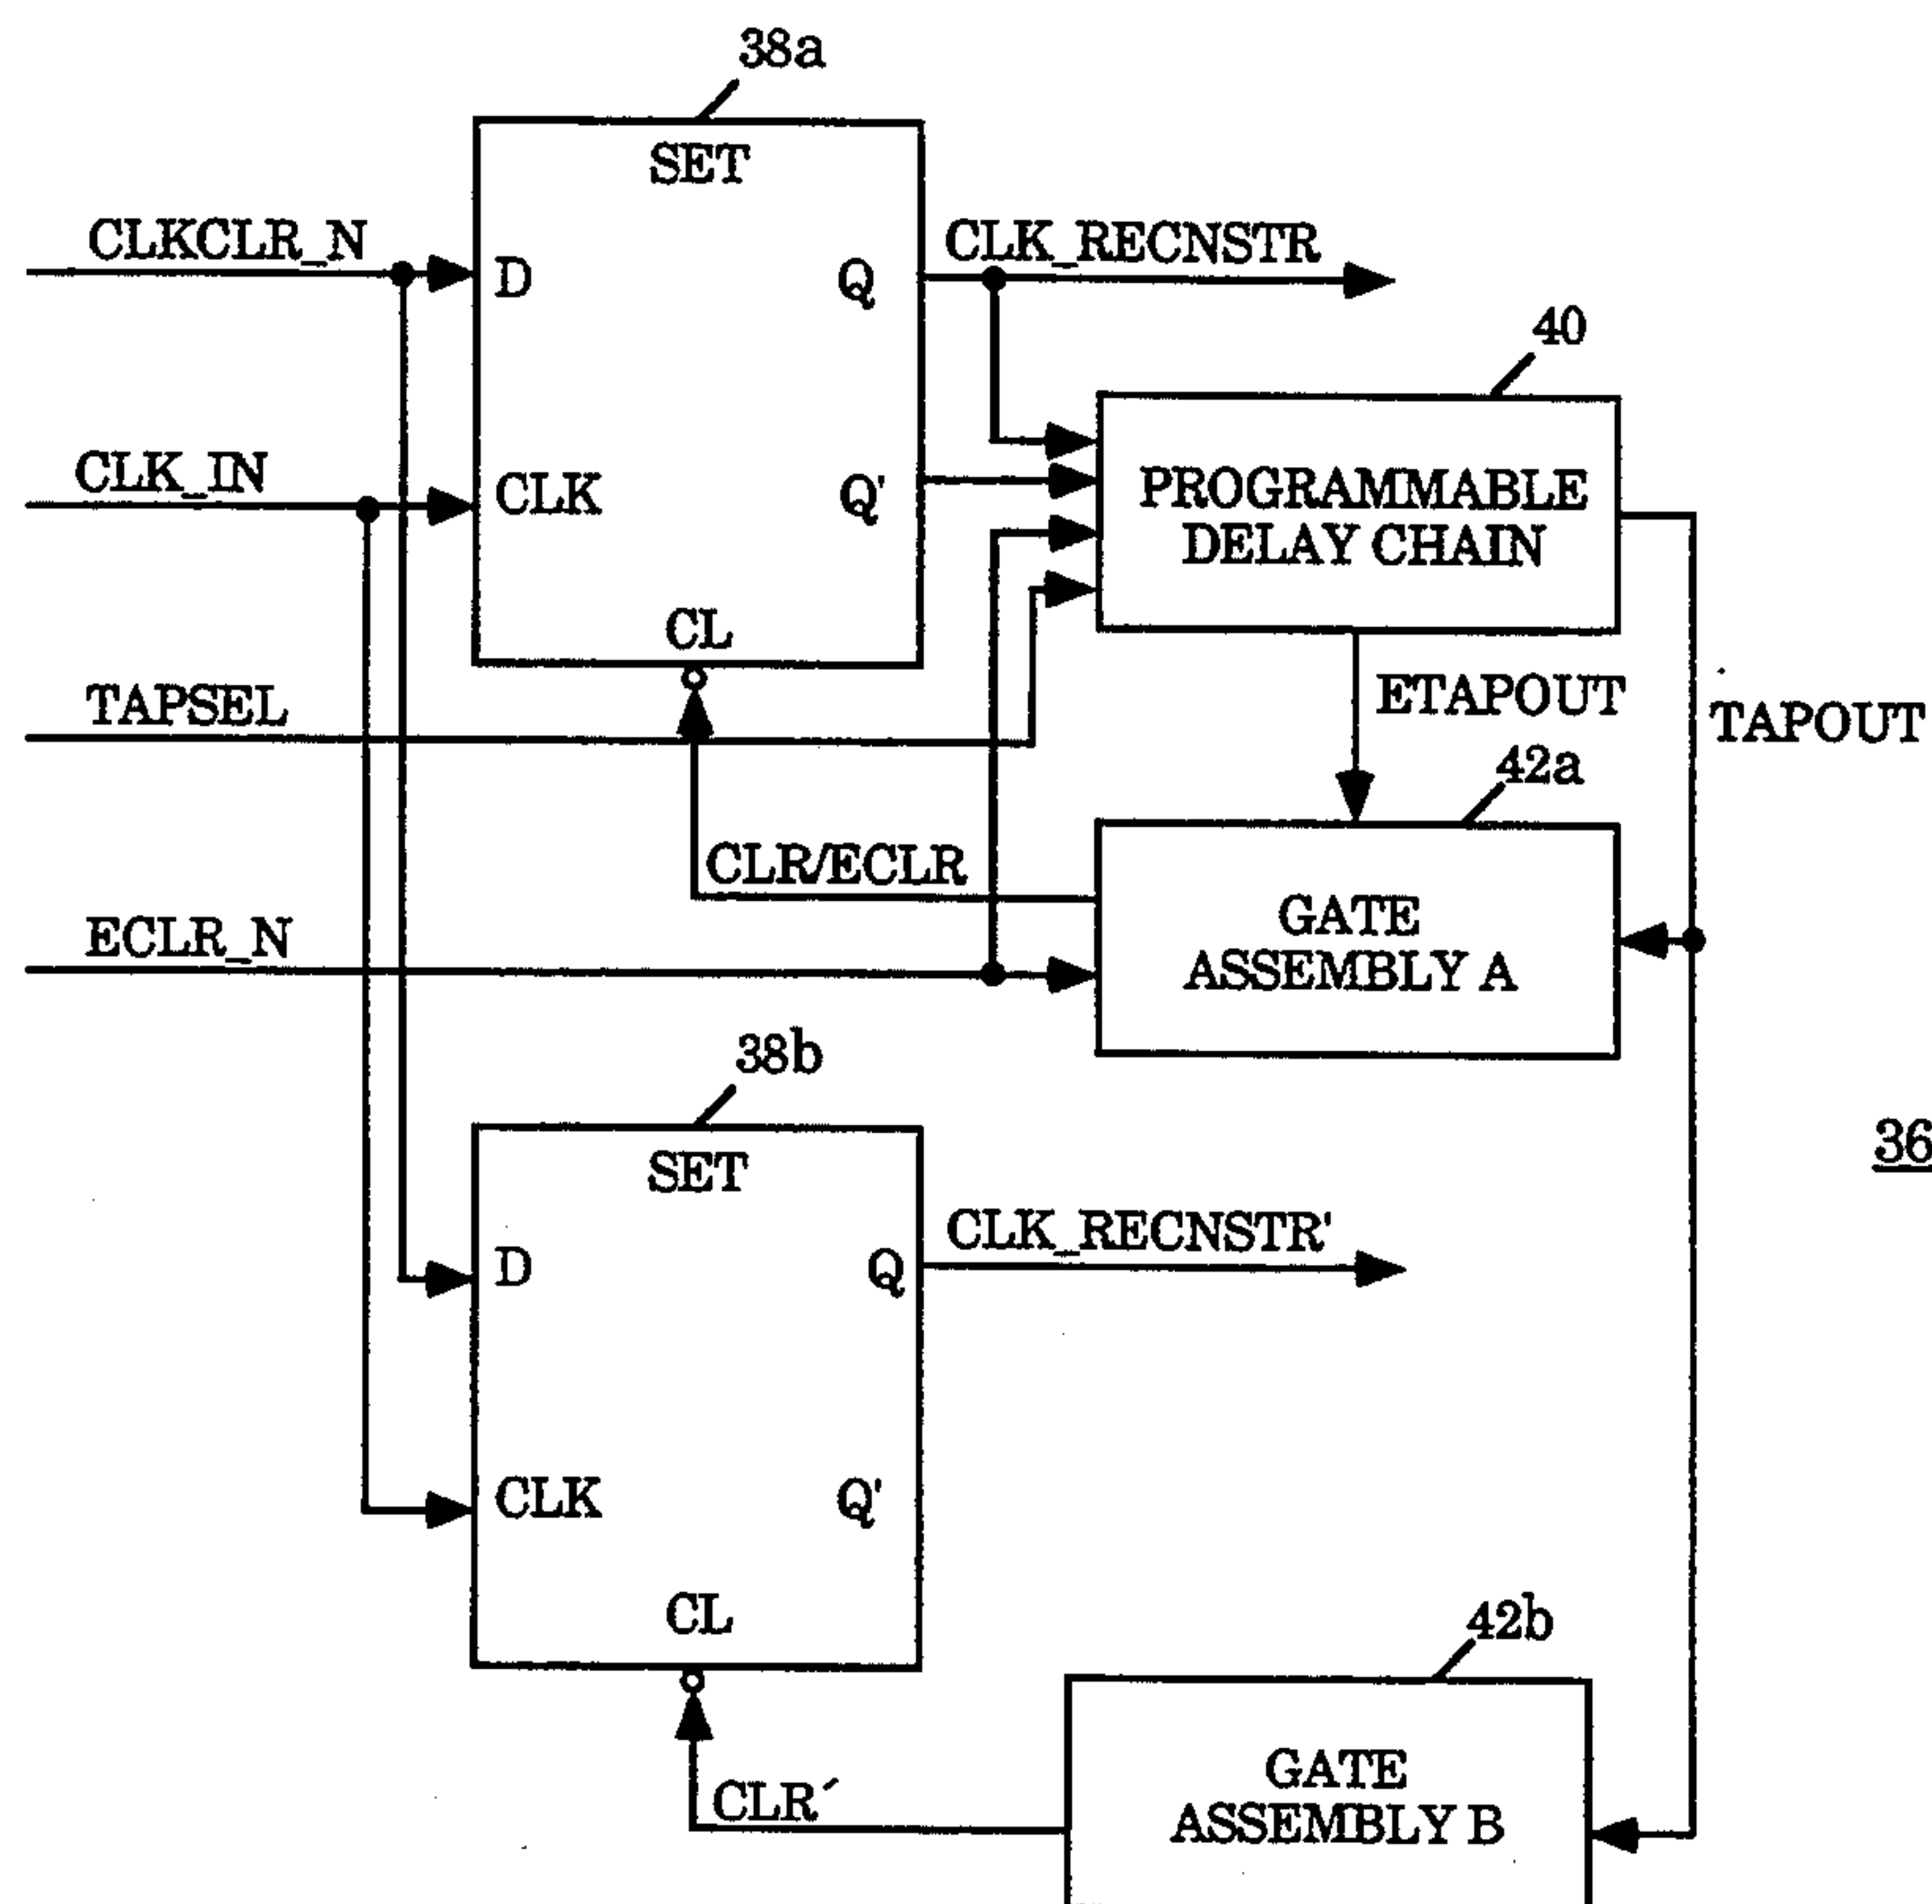 38a
SET
CLKCLR_N
D
Q
CLK_RECNSTR
40
CLK_IN
CLK
Q'
PROGRAMMABLE
DELAY CHAIN
CL
TAPSEL
ETAPOUT
TAPOUT
42a
CLR/ECLR
GATE
ASSEMBLY A
ECLR_N
38b
36
SET
CLK_RECNSTR'
D
Q
CLK
Q'
CL
42b
CLR´
GATE
ASSEMBLY B